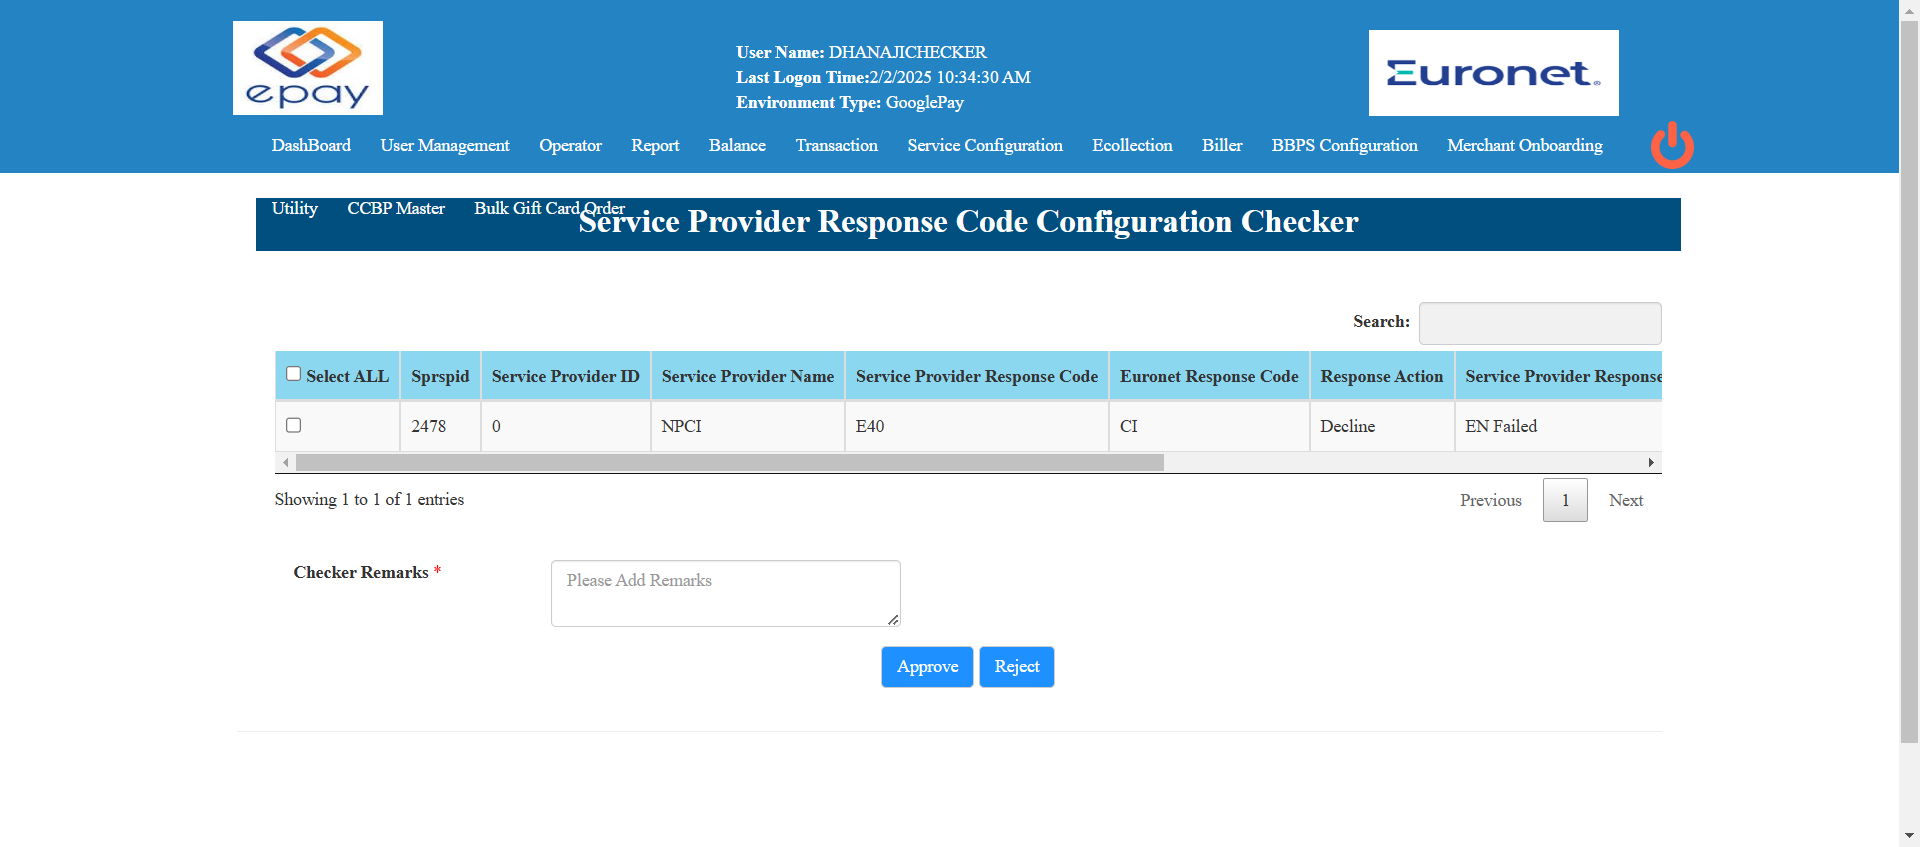 epay
User Name: DHANAJICHECKER
Last Logon Time:2/2/2025 10:34:30 AM
Environment Type: GooglePay
Euronet®
DashBoard User Management Operator Report Balance Transaction Service Configuration Ecollection Biller BBPS Configuration Merchant Onboarding
Utility CCBP Master Bulk Gift Card Order
Service Provider Response Code Configuration Checker
Search:
Select ALL Sprspid Service Provider ID Service Provider Name Service Provider Response Code Euronet Response Code Response Action Service Provider Response
2478 0 NPCI E40 CI Decline EN Failed
Showing 1 to 1 of 1 entries
Previous 1 Next
Checker Remarks *
Please Add Remarks
Approve Reject